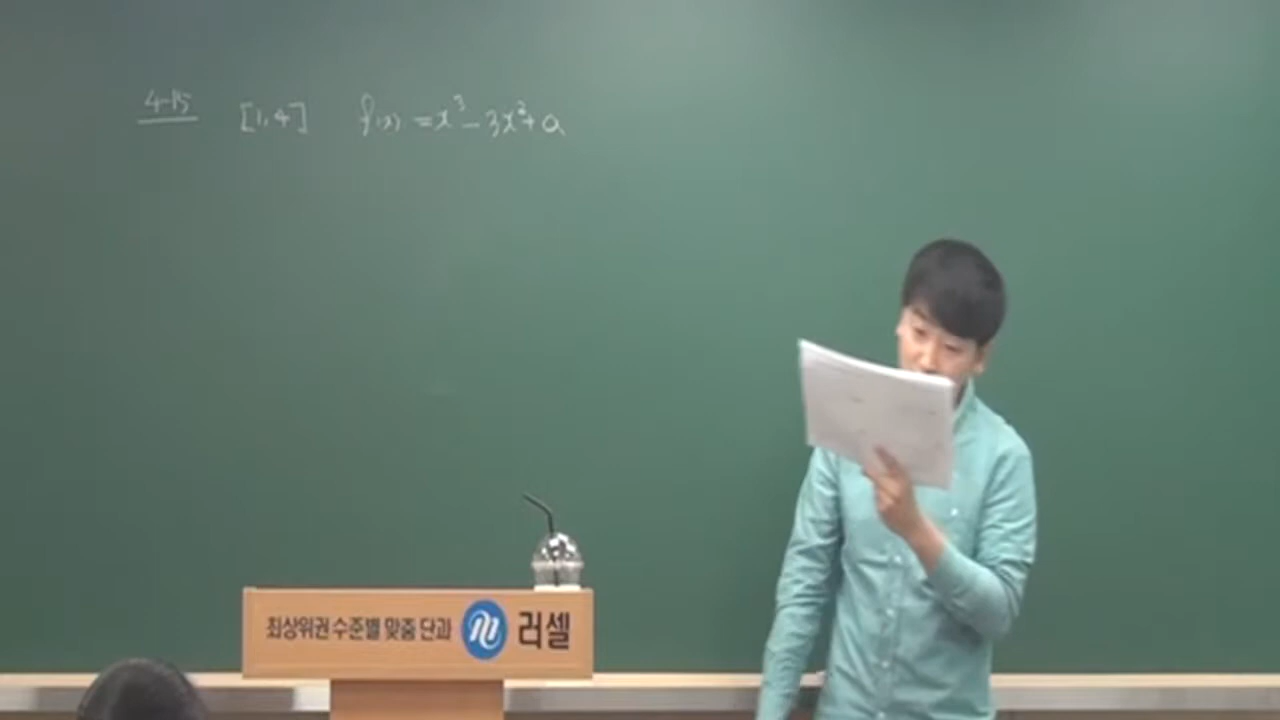 4-15 [1,4] f(x) = x³ - 3x² + a
최상위권 수준별 맞춤 단과 러셀